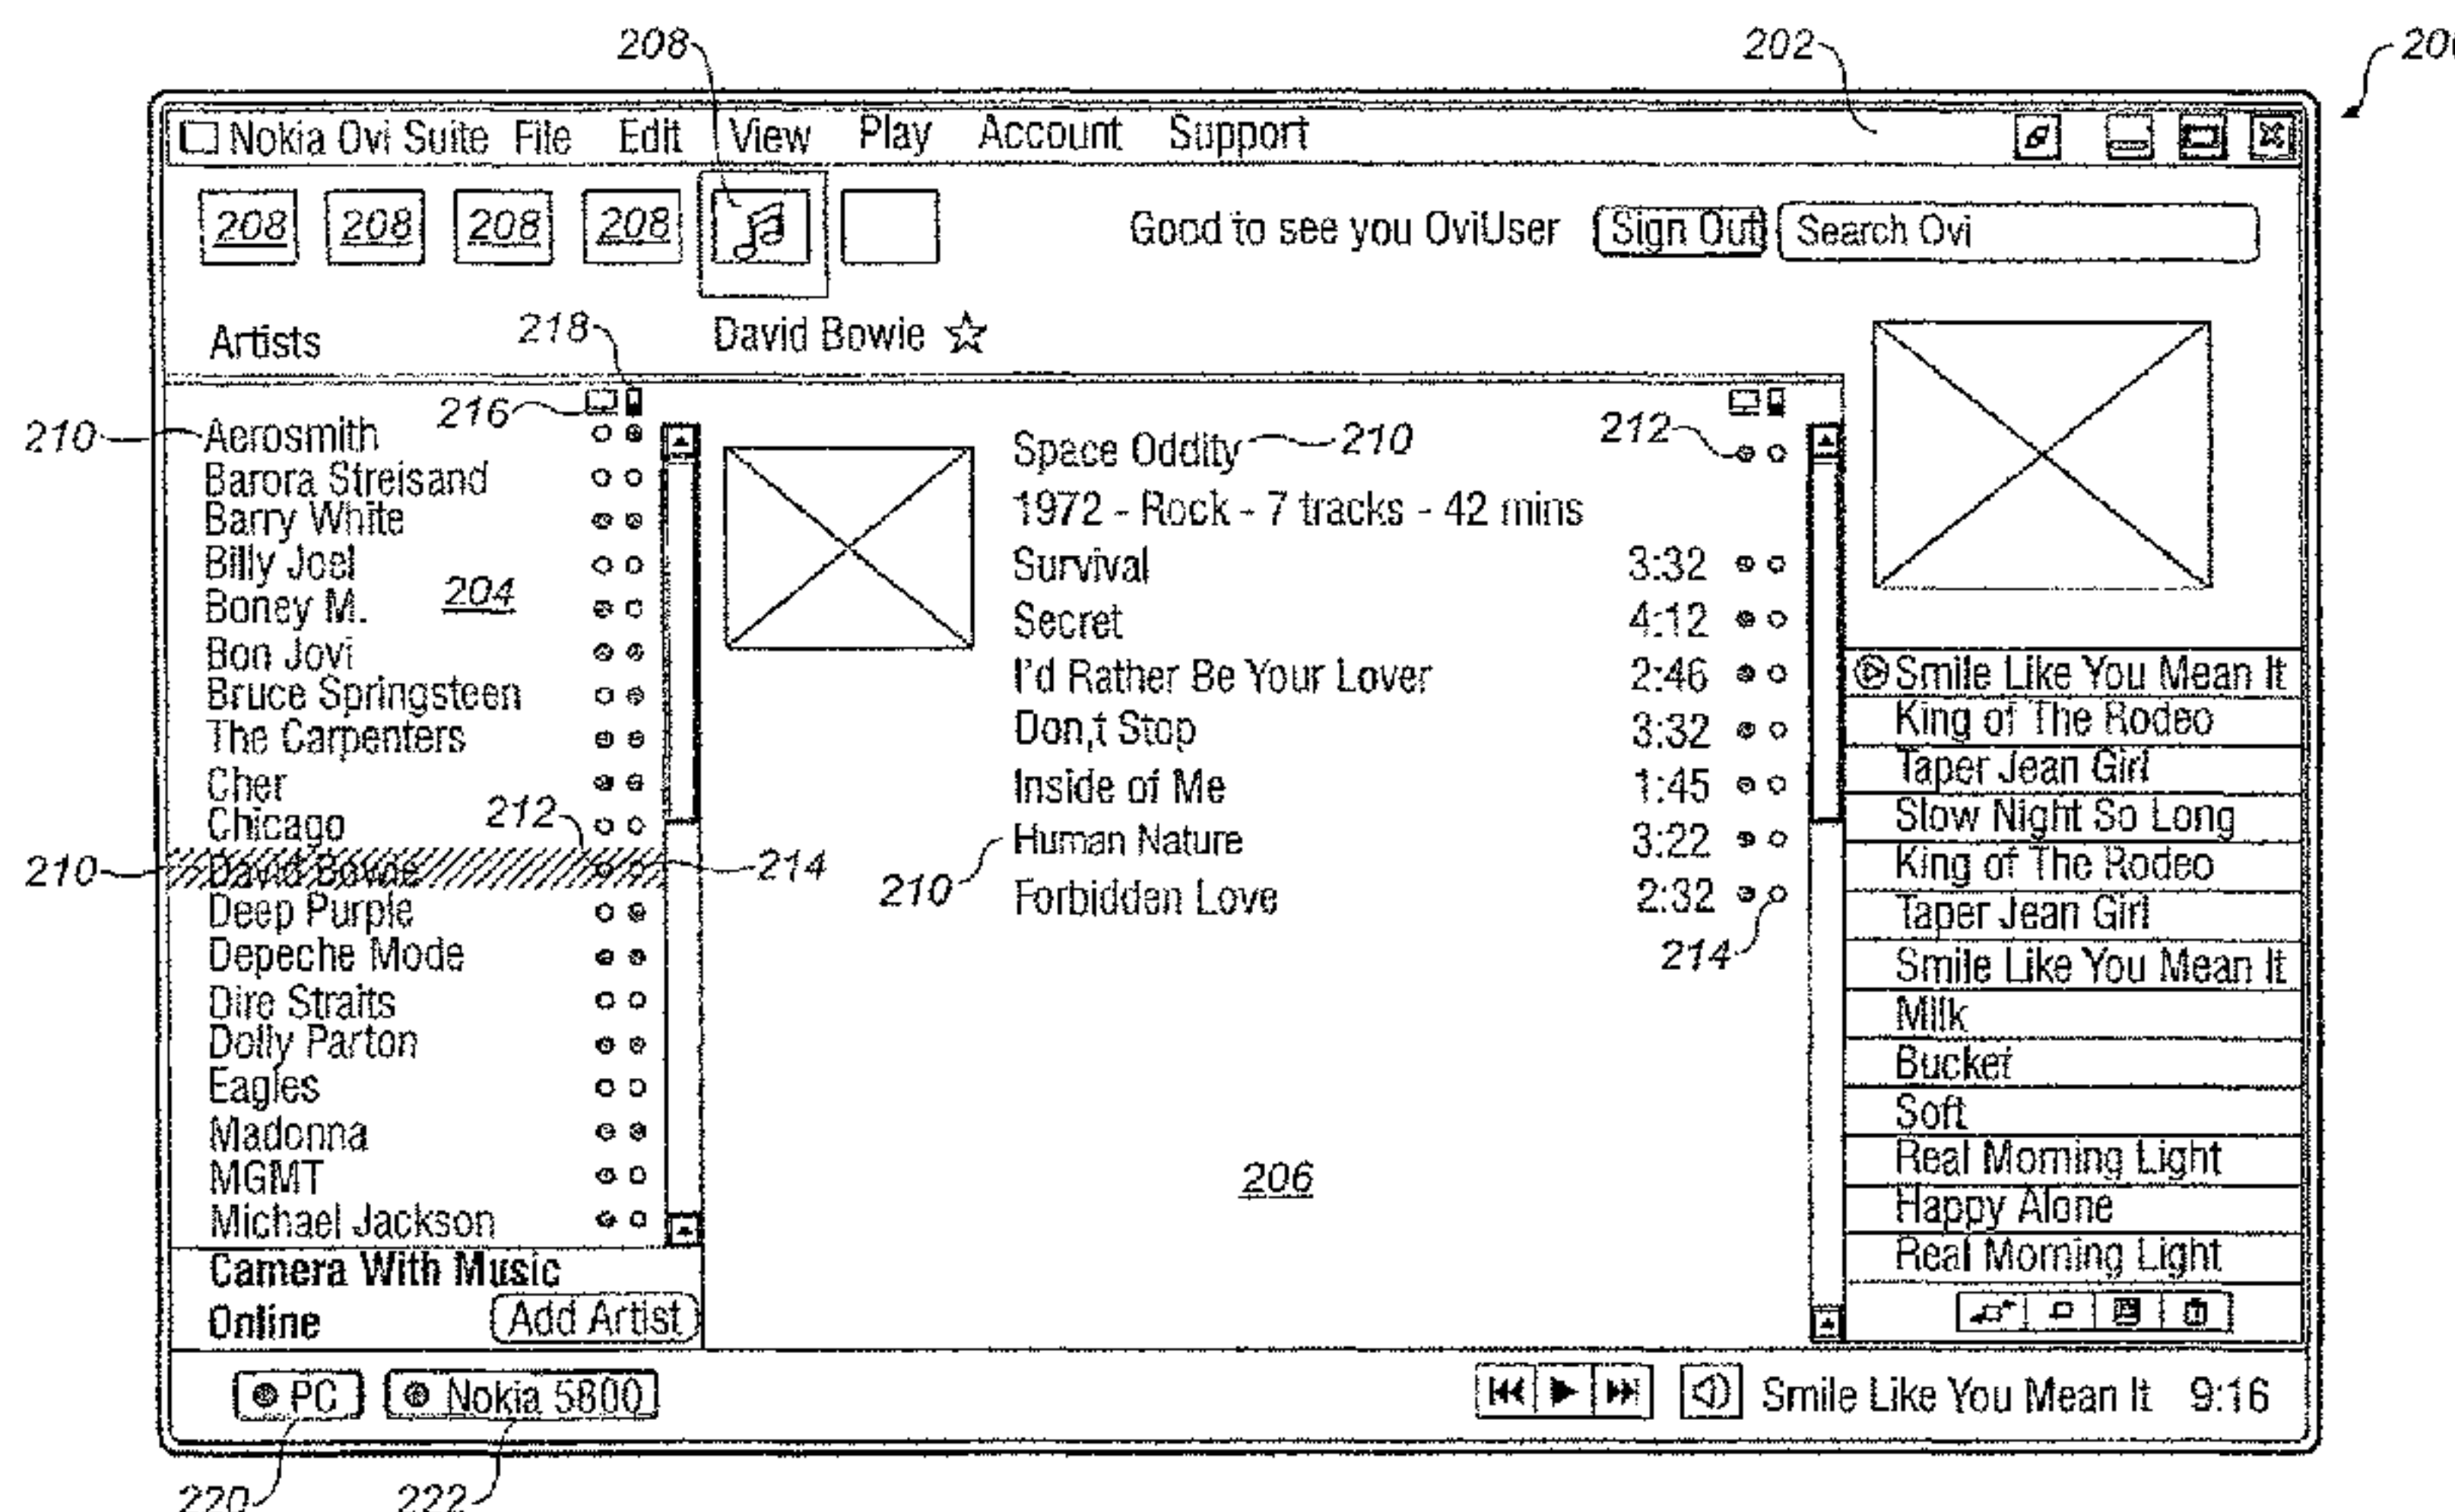 208 202
Nokia Ovi Suite File Edit View Play Account Support
208 208 208 208
Good to see you OviUser Sign Out Search Ovi
Artists 218 David Bowie
216
210 Aerosmith
Barora Streisand
Barry White
Billy Joel
204
Boney M.
Bon Jovi
Bruce Springsteen
The Carpenters
Cher
212
Chicago
210 David Bowie 214
Deep Purple
Depeche Mode
Dire Straits
Dolly Parton
Eagles
Madonna
MGMT
Michael Jackson
Camera With Music
Online Add Artist
Space Oddity 210 212
1972 - Rock - 7 tracks - 42 mins
Survival 3:32
Secret 4:12
I'd Rather Be Your Lover 2:46
Don,t Stop 3:32
Inside of Me 1:45
Human Nature 3:22
210
Forbidden Love 2:32
214
206
Smile Like You Mean It
King of The Rodeo
Taper Jean Girl
Slow Night So Long
King of The Rodeo
Taper Jean Girl
Smile Like You Mean It
Milk
Bucket
Soft
Real Morning Light
Happy Alone
Real Morning Light
PC Nokia 5800 Smile Like You Mean It 9:16
220 222